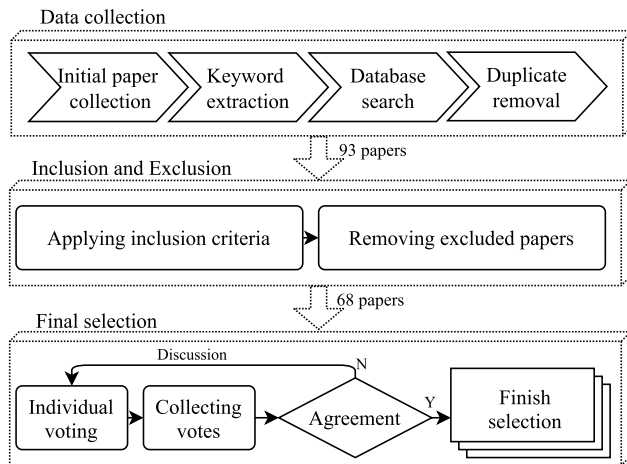 Data collection
Initial paper
collection
Keyword
extraction
Database
search
Duplicate
removal
93 papers
Inclusion and Exclusion
Applying inclusion criteria
Removing excluded papers
68 papers
Final selection
Discussion
N
Individual
voting
Collecting
votes
Agreement
Y
Finish
selection